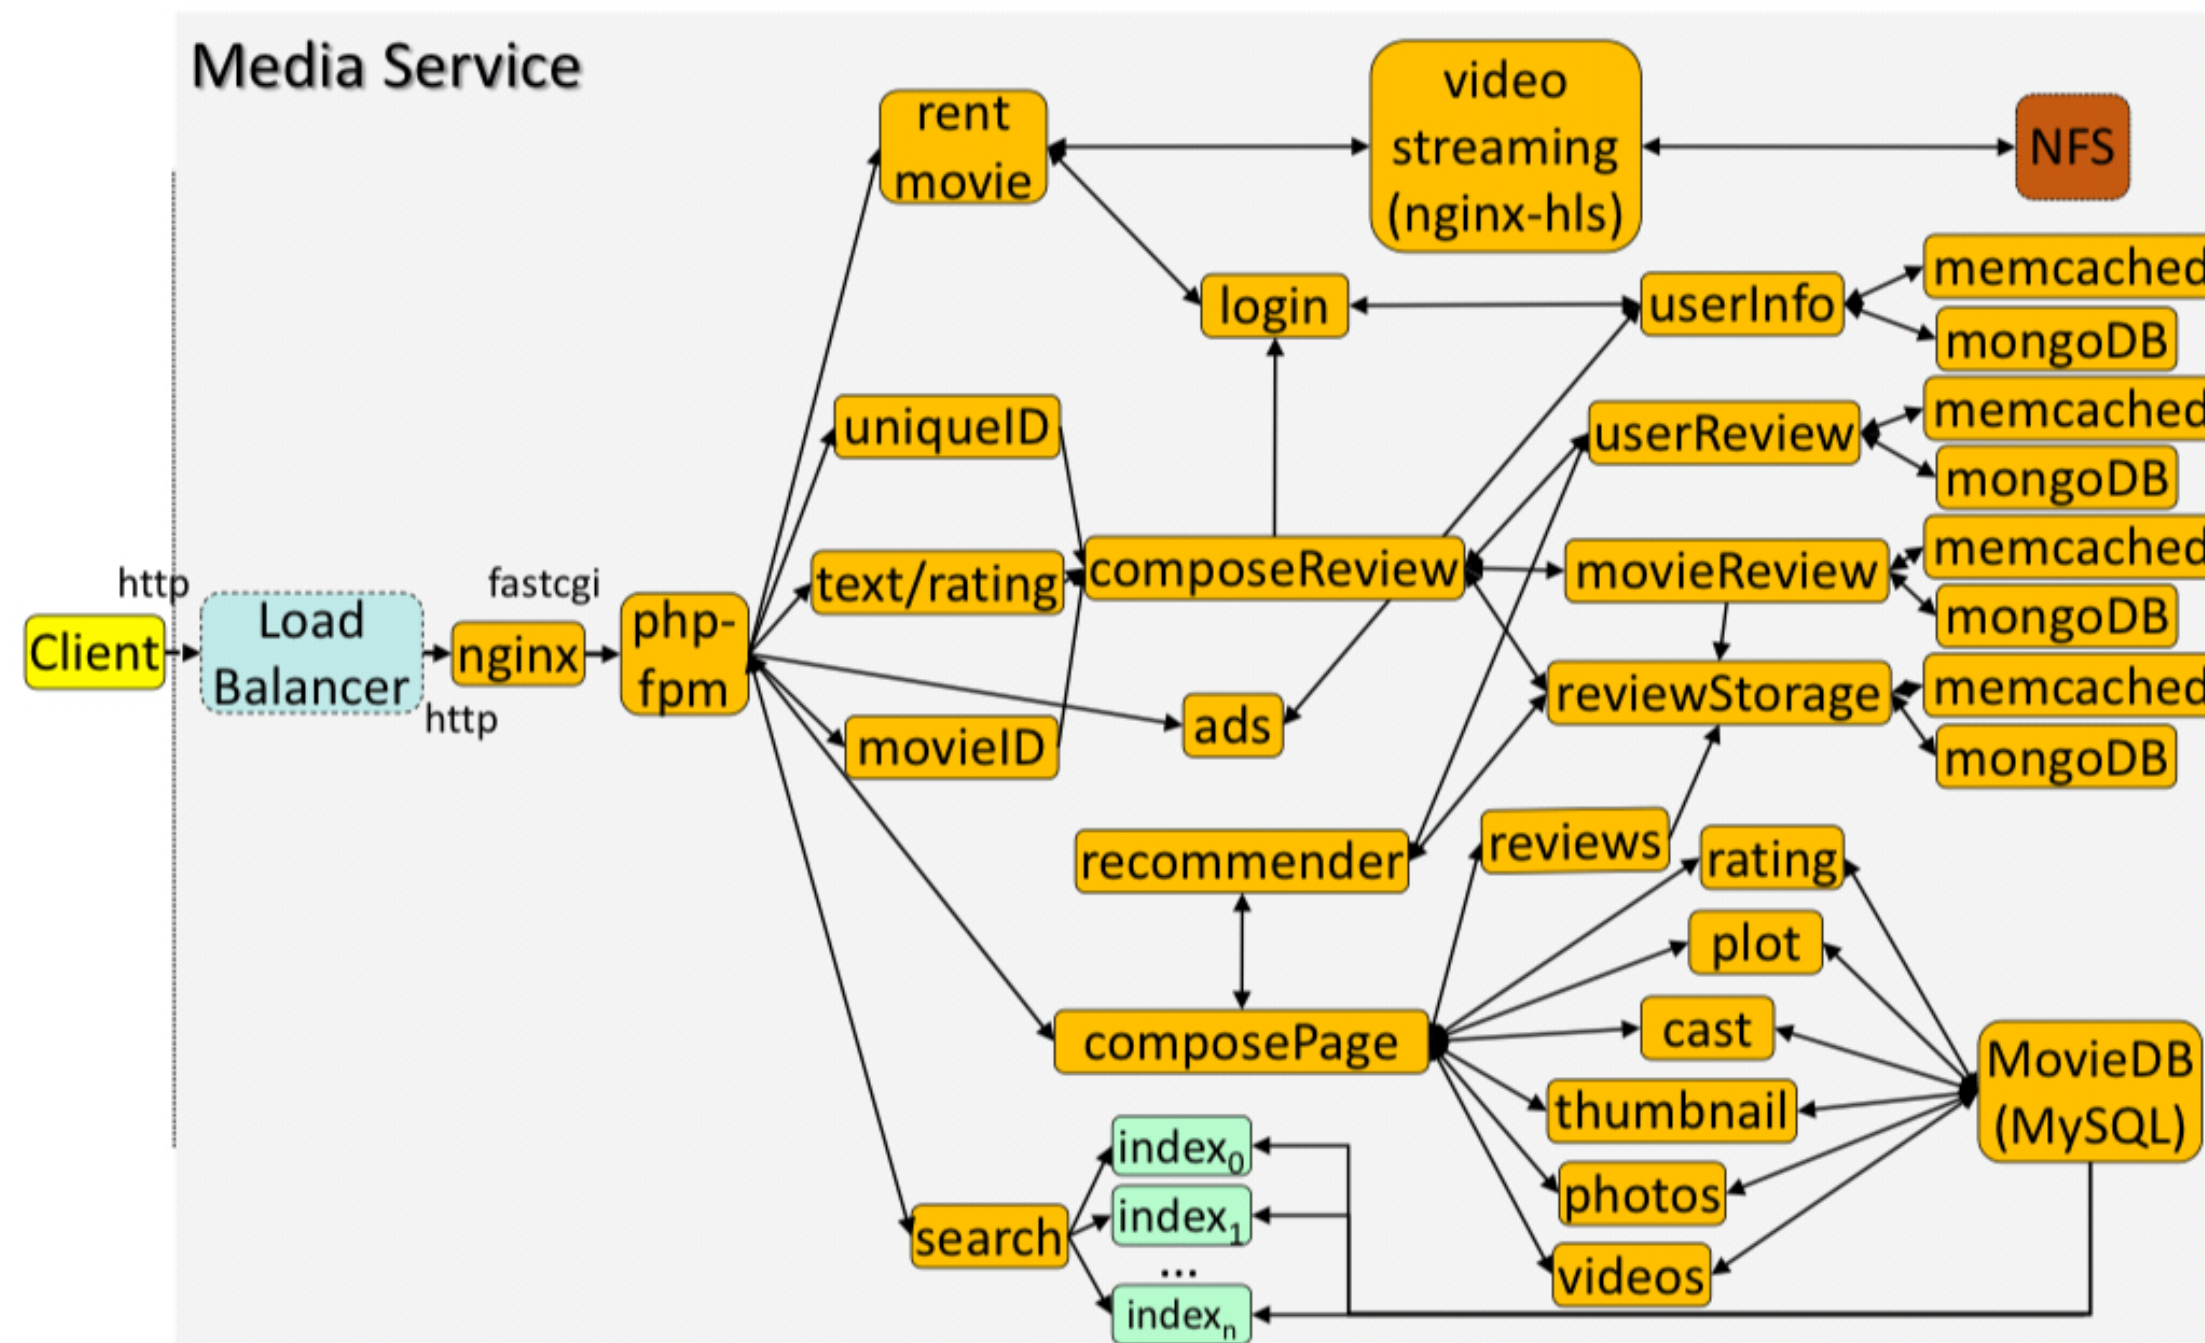 Media Service
rent
movie
video
streaming
(nginx-hls)
NFS
login
userInfo
memcached
mongoDB
uniqueID
userReview
memcached
mongoDB
text/rating
composeReview
movieReview
memcached
mongoDB
http
fastcgi
Client
Load
Balancer
http
nginx
php-
fpm
movieID
ads
reviewStorage
memcached
mongoDB
recommender
reviews
rating
plot
composePage
cast
thumbnail
photos
videos
MovieDB
(MySQL)
search
index0
index1
...
indexn